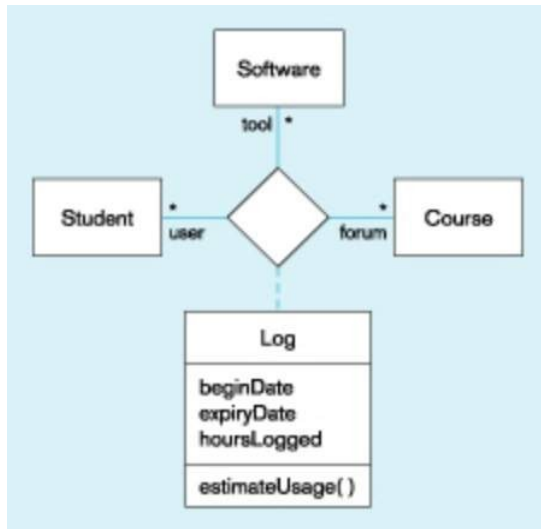 Software
tool *
Student
*
user
*
forum
Course
Log
beginDate
expiryDate
hoursLogged
estimateUsage( )